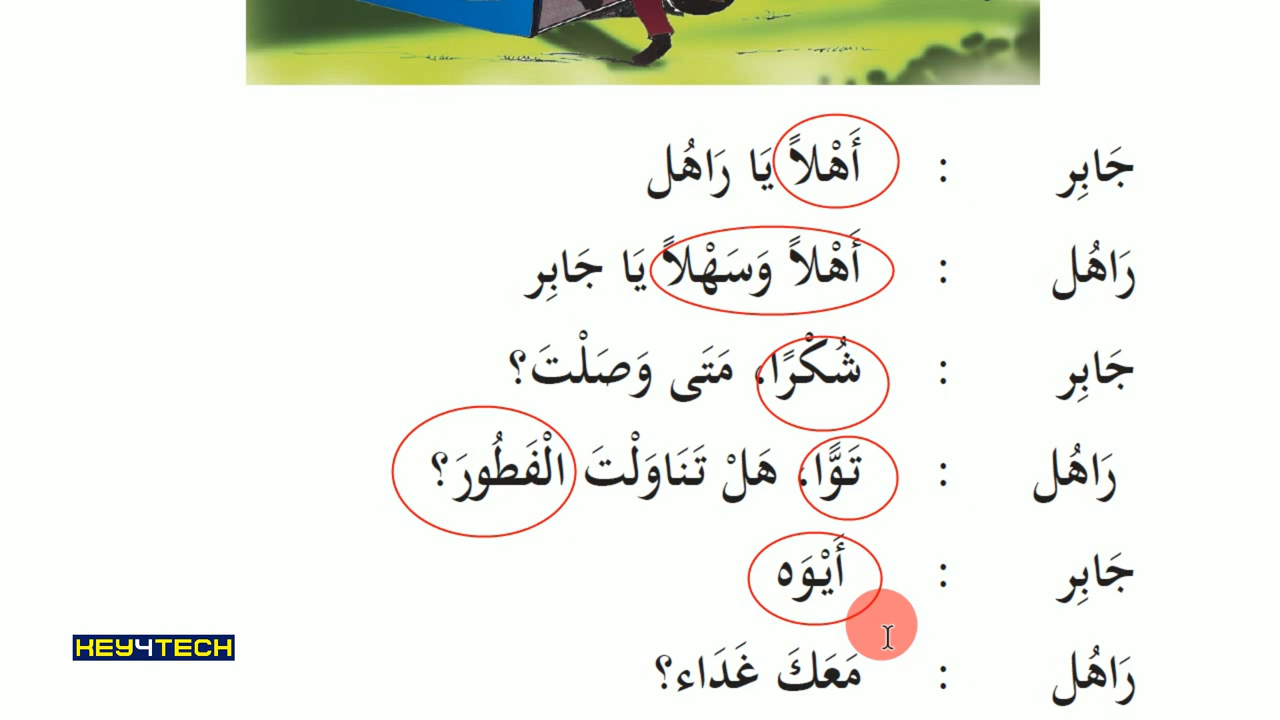 جَابِر : أَهْلاً يَا رَاهُل
رَاهُل : أَهْلاً وَسَهْلاً يَا جَابِر
جَابِر : شُكْرًا، مَتَى وَصَلْتَ؟
رَاهُل : تَوًّا، هَلْ تَنَاوَلْتَ الْفَطُورَ؟
جَابِر : أَيْوَه
رَاهُل : مَعَكَ غَدَاء؟
KEY4TECH